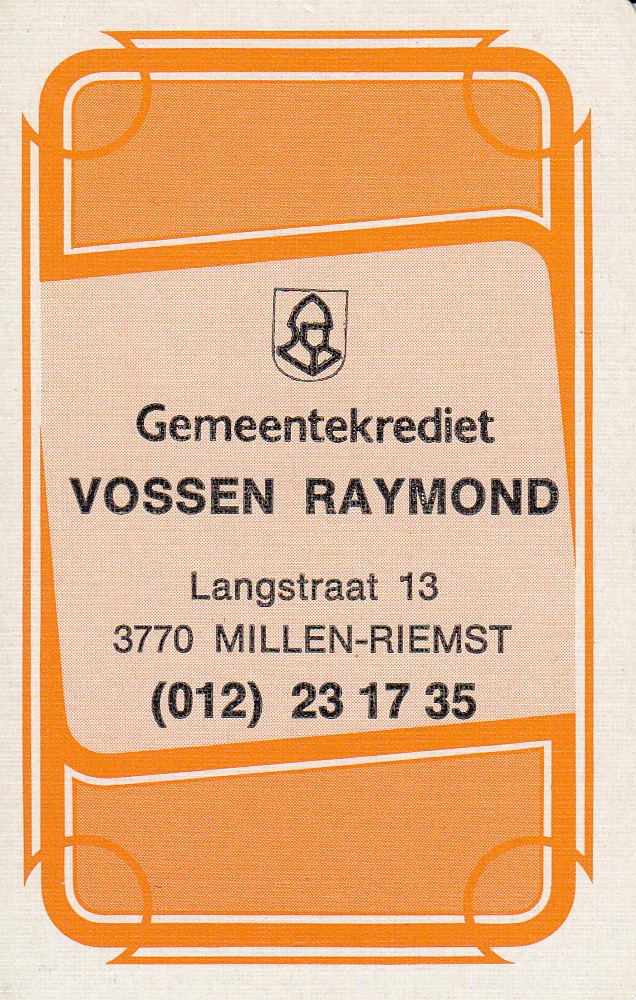 Gemeentekrediet
VOSSEN RAYMOND
Langstraat 13
3770 MILLEN-RIEMST
(012) 23 17 35